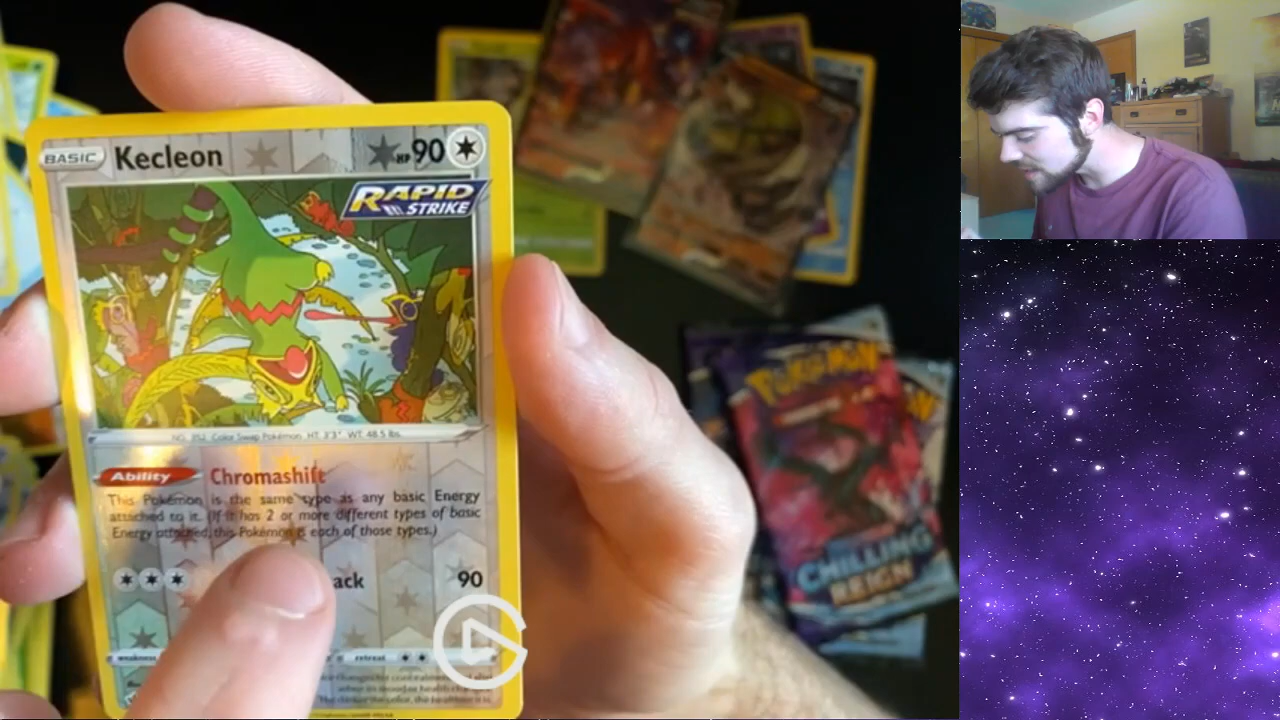 BASIC Kecleon HP 90
RAPID
STRIKE
NO. 352 Color Swap Pokémon HT: 3'3" WT: 48.5 lbs.
Ability Chromashift
This Pokémon is the same type as any basic Energy
attached to it. (If it has 2 or more different types of basic
Energy attached, this Pokémon is each of those types.)
ack 90
weakness retreat
POKÉMON
CHILLING
REIGN